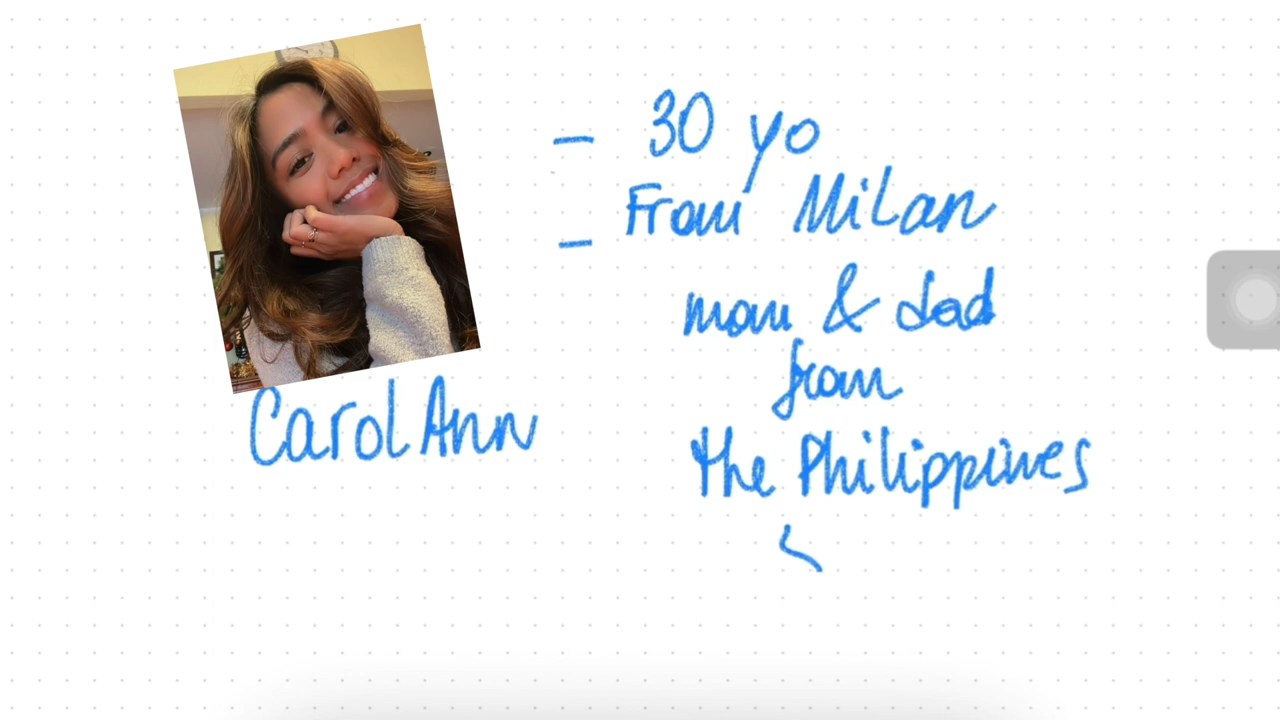 - 30 yo
- From Milan
mom & dad
from
the Philippines
Carol Ann